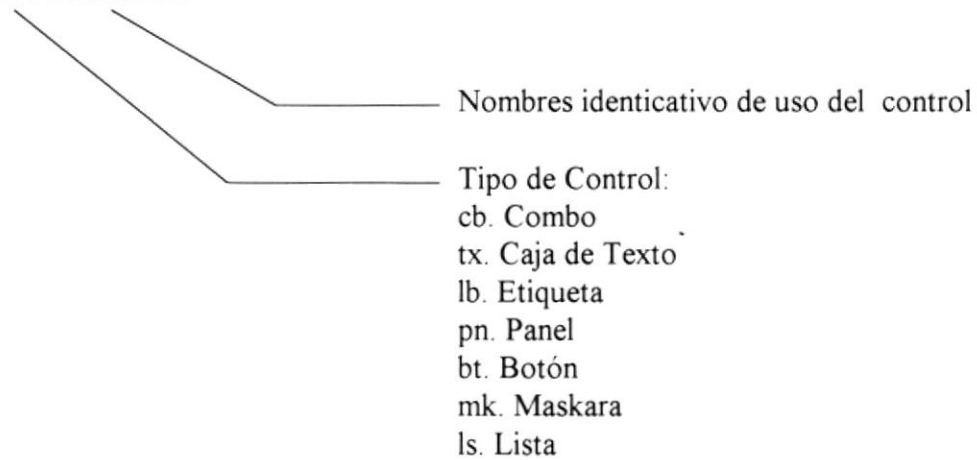 Nombres identicativo de uso del control
Tipo de Control:
cb. Combo
tx. Caja de Texto
lb. Etiqueta
pn. Panel
bt. Botón
mk. Maskara
ls. Lista